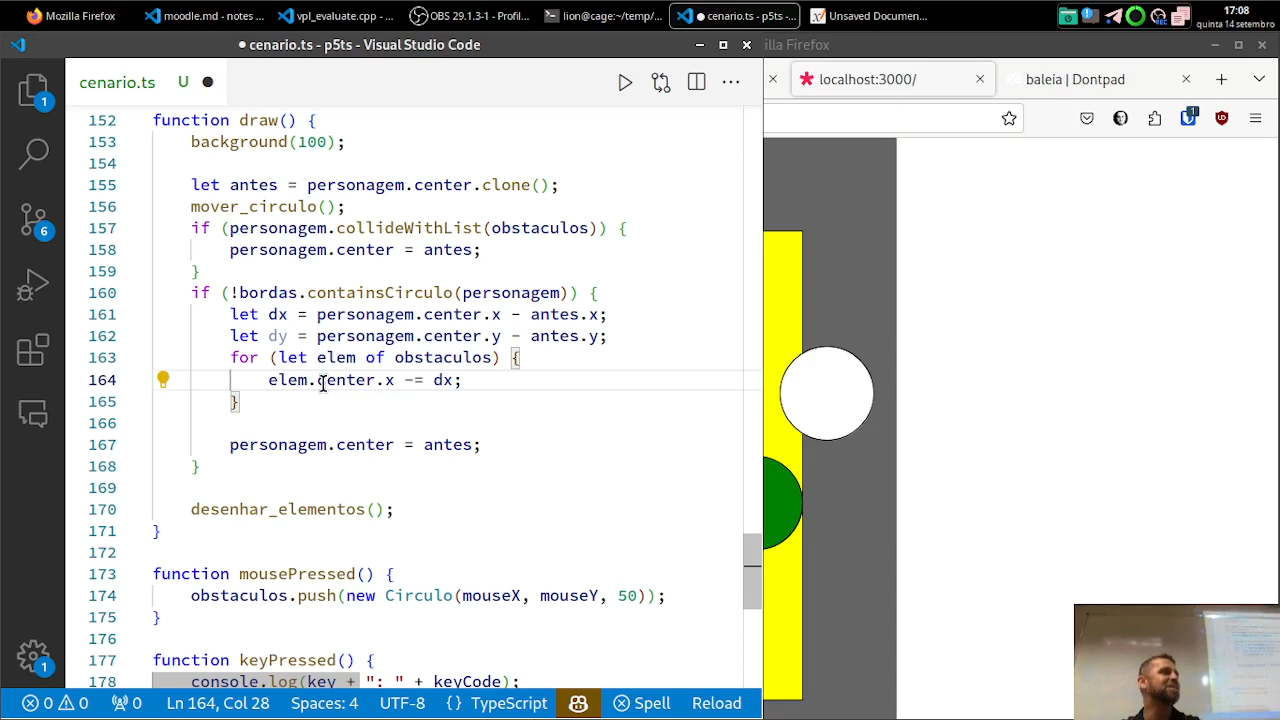 Mozilla Firefox
moodle.md - notes ...
vpl_evaluate.cpp - ...
OBS 29.1.3-1 - Profil...
lion@cage:~/temp/...
● cenario.ts - p5ts-...
Unsaved Documen...
17:08
quinta 14 setembro
● cenario.ts - p5ts - Visual Studio Code
illa Firefox
cenario.ts U ●
localhost:3000/
baleia | Dontpad
152 function draw() {
153 background(100);
154
155 let antes = personagem.center.clone();
156 mover_circulo();
157 if (personagem.collideWithList(obstaculos)) {
158 personagem.center = antes;
159 }
160 if (!bordas.containsCirculo(personagem)) {
161 let dx = personagem.center.x - antes.x;
162 let dy = personagem.center.y - antes.y;
163 for (let elem of obstaculos) {
164 elem.center.x -= dx;
165 }
166
167 personagem.center = antes;
168 }
169
170 desenhar_elementos();
171 }
172
173 function mousePressed() {
174 obstaculos.push(new Circulo(mouseX, mouseY, 50));
175 }
176
177 function keyPressed() {
178 console.log(key + ": " + keyCode);
1
6
1
1
0 0 0 Ln 164, Col 28 Spaces: 4 UTF-8 {} TypeScript Spell Reload